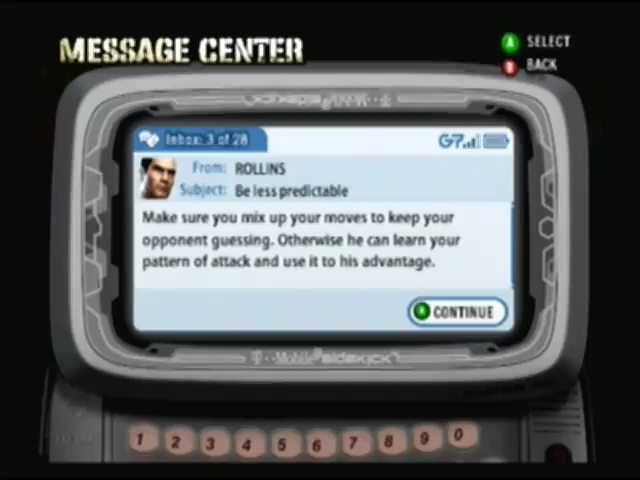 MESSAGE CENTER
A SELECT
B BACK
Inbox: 3 of 28
G7
From: ROLLINS
Subject: Be less predictable
Make sure you mix up your moves to keep your
opponent guessing. Otherwise he can learn your
pattern of attack and use it to his advantage.
A CONTINUE
T-Mobile sidekick
1 2 3 4 5 6 7 8 9 0